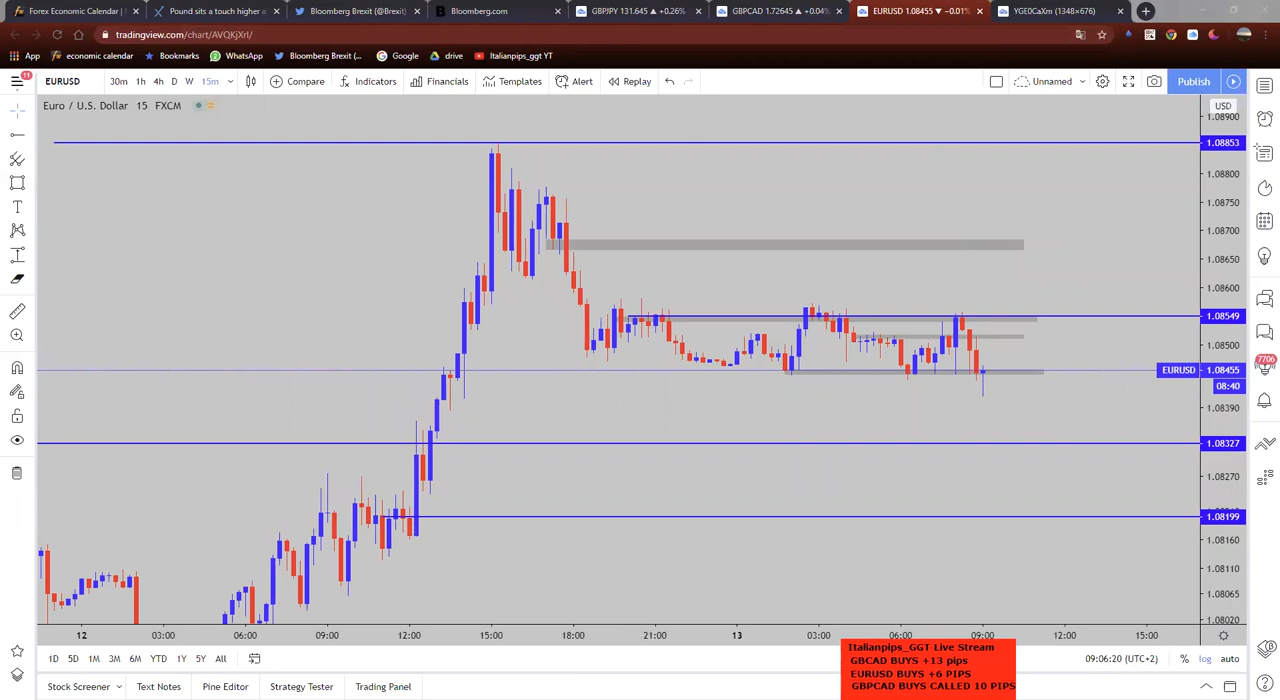 Forex Economic Calendar |
Pound sits a touch higher a
Bloomberg Brexit (@Brexit)
Bloomberg.com
GBPJPY 131.645 ▲ +0.26%
GBPCAD 1.72645 ▲ +0.04%
EURUSD 1.08455 ▼ −0.01%
YGE0CaXm (1348×676)
tradingview.com/chart/AVQKjXrI/
App
economic calendar
Bookmarks
WhatsApp
Bloomberg Brexit (...
Google
drive
Italianpips_ggt YT
11
EURUSD
30m 1h 4h D W 15m
Compare
Indicators
Financials
Templates
Alert
Replay
Unnamed
Publish
Euro / U.S. Dollar 15 FXCM
USD
1.08900
1.08853
1.08800
1.08750
1.08700
1.08650
1.08600
1.08549
1.08500
EURUSD 1.08455
08:40
1.08390
1.08327
1.08270
1.08199
1.08160
1.08110
1.08065
1.08020
7706
12 03:00 06:00 09:00 12:00 15:00 18:00 21:00 13 03:00 06:00 09:00 12:00 15:00
1D 5D 1M 3M 6M YTD 1Y 5Y All
09:06:20 (UTC+2)
% log auto
Italianpips_GGT Live Stream
GBCAD BUYS +13 pips
EURUSD BUYS +6 PIPS
GBPCAD BUYS CALLED 10 PIPS
Stock Screener
Text Notes
Pine Editor
Strategy Tester
Trading Panel